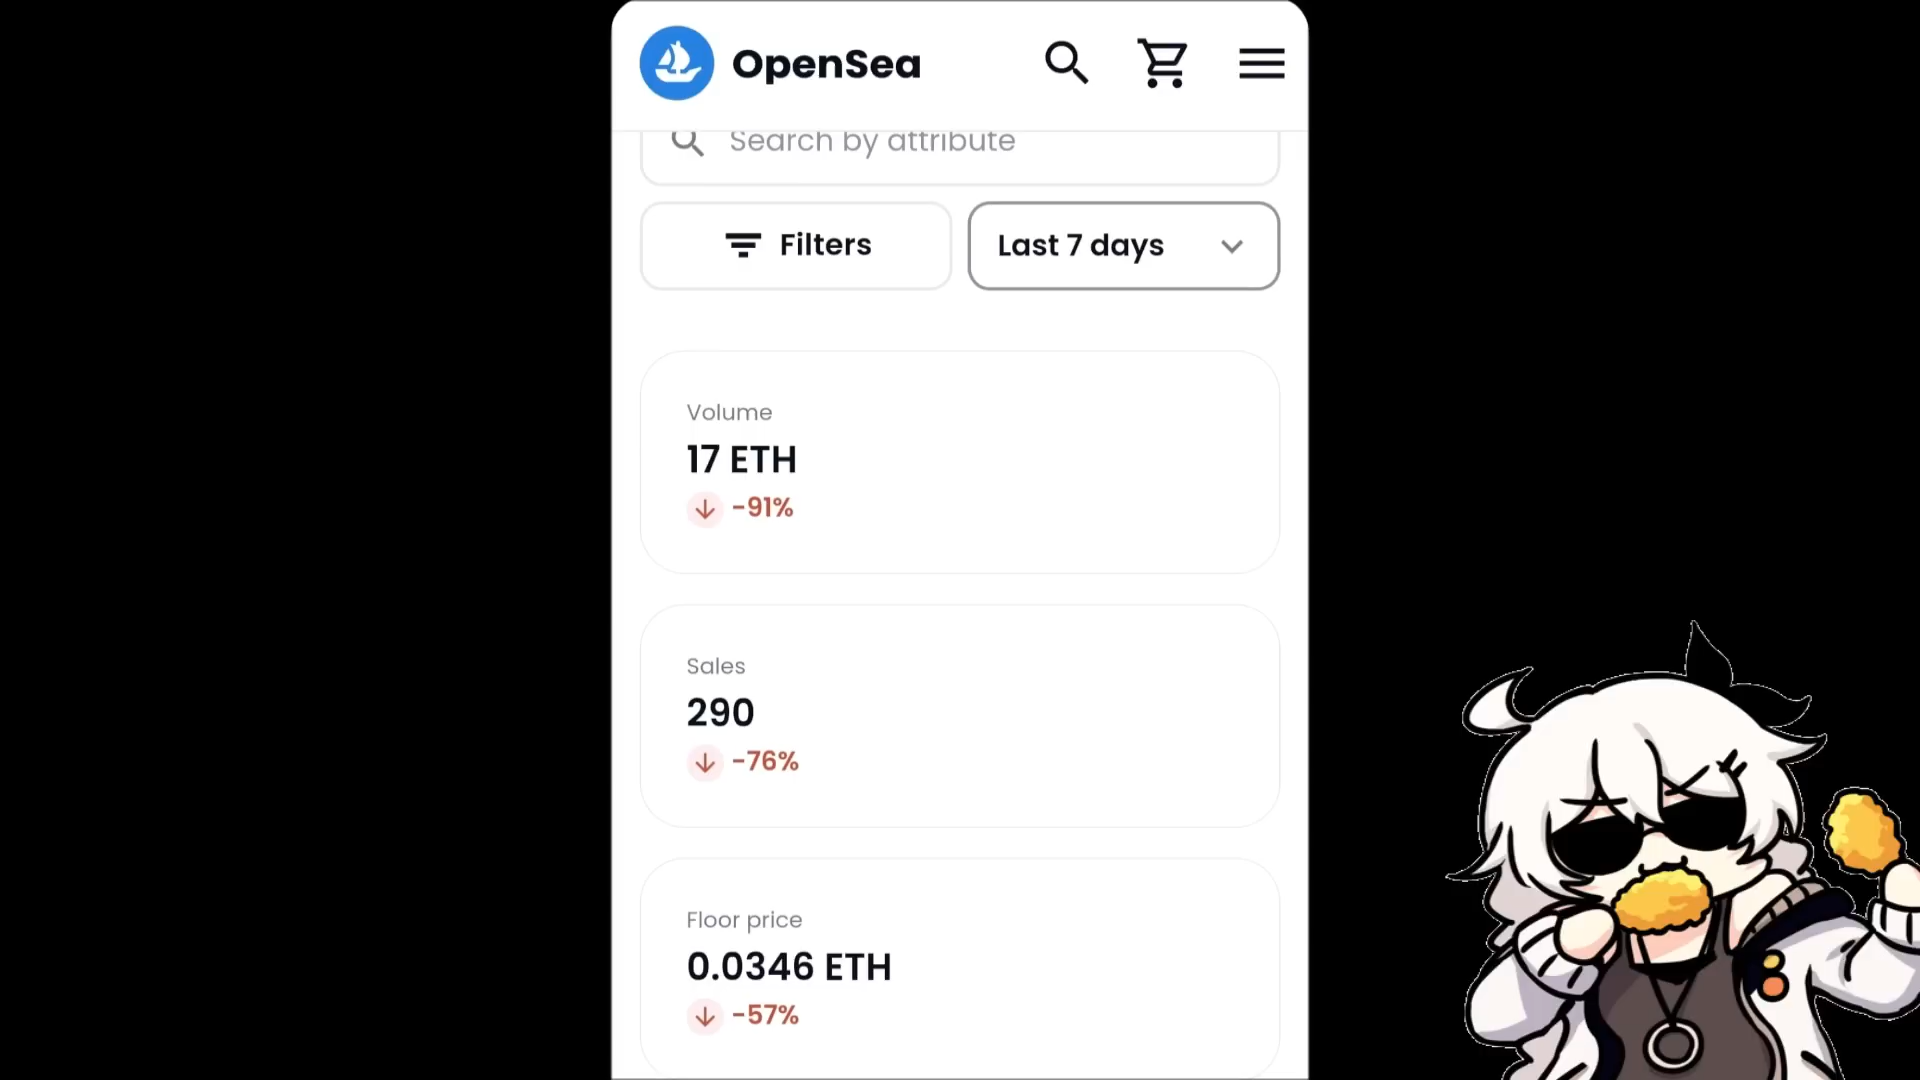 OpenSea
Search by attribute
Filters
Last 7 days
Volume
17 ETH
-91%
Sales
290
-76%
Floor price
0.0346 ETH
-57%